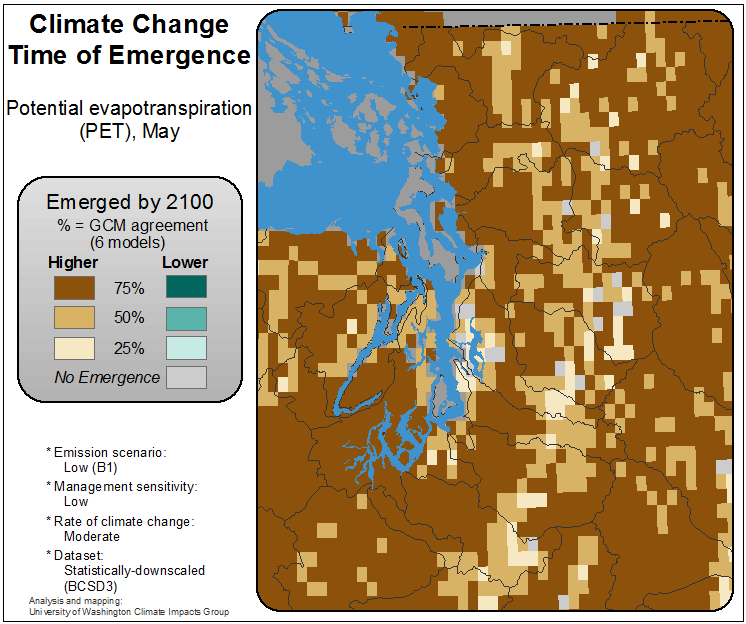 Climate Change
Time of Emergence
Potential evapotranspiration
(PET), May
Emerged by 2100
% = GCM agreement
(6 models)
Higher Lower
75%
50%
25%
No Emergence
* Emission scenario:
Low (B1)
* Management sensitivity:
Low
* Rate of climate change:
Moderate
* Dataset:
Statistically-downscaled
(BCSD3)
Analysis and mapping:
University of Washington Climate Impacts Group